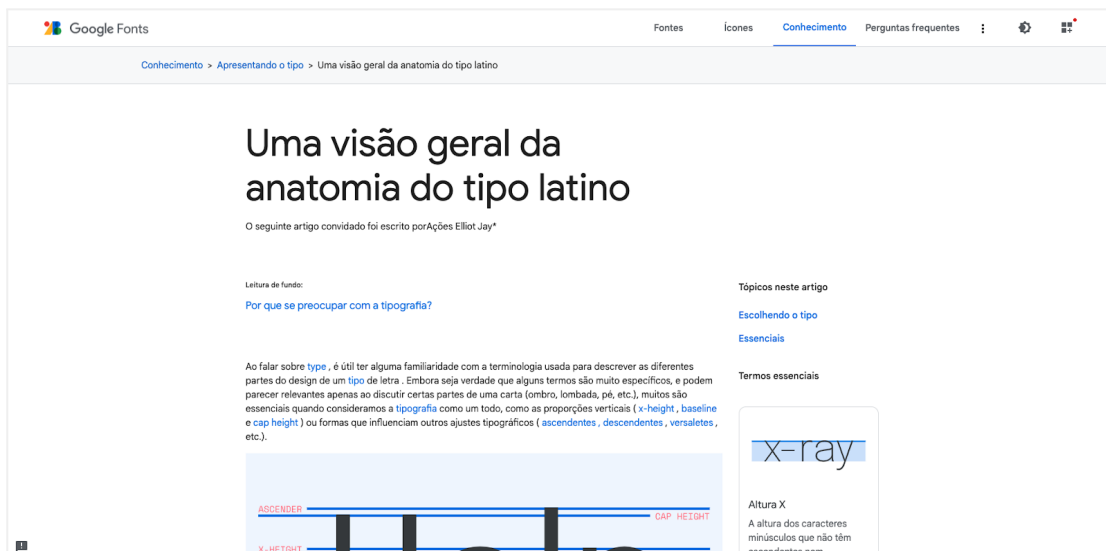 Google Fonts
Fontes
Ícones
Conhecimento
Perguntas frequentes
Conhecimento > Apresentando o tipo > Uma visão geral da anatomia do tipo latino
Uma visão geral da
anatomia do tipo latino
O seguinte artigo convidado foi escrito porAções Elliot Jay*
Leitura de fundo:
Por que se preocupar com a tipografia?
Ao falar sobre type , é útil ter alguma familiaridade com a terminologia usada para descrever as diferentes
partes do design de um tipo de letra . Embora seja verdade que alguns termos são muito específicos, e podem
parecer relevantes apenas ao discutir certas partes de uma carta (ombro, lombada, pé, etc.), muitos são
essenciais quando consideramos a tipografia como um todo, como as proporções verticais ( x-height , baseline
e cap height ) ou formas que influenciam outros ajustes tipográficos ( ascendentes , descendentes , versaletes ,
etc.).
ASCENDER
CAP HEIGHT
X-HEIGHT
Tópicos neste artigo
Escolhendo o tipo
Essenciais
Termos essenciais
x-ray
Altura X
A altura dos caracteres
minúsculos que não têm